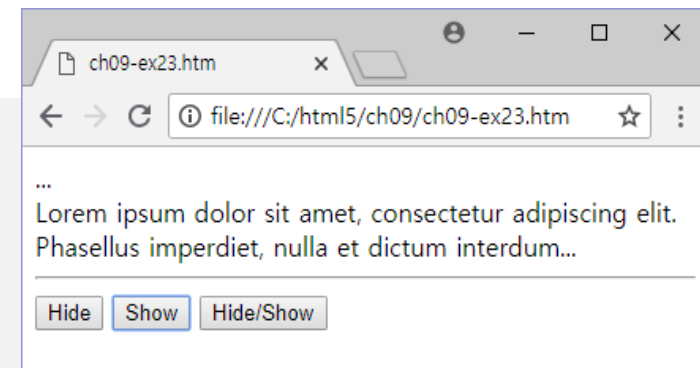 ch09-ex23.htm
file:///C:/html5/ch09/ch09-ex23.htm
...
Lorem ipsum dolor sit amet, consectetur adipiscing elit.
Phasellus imperdiet, nulla et dictum interdum...
Hide Show Hide/Show